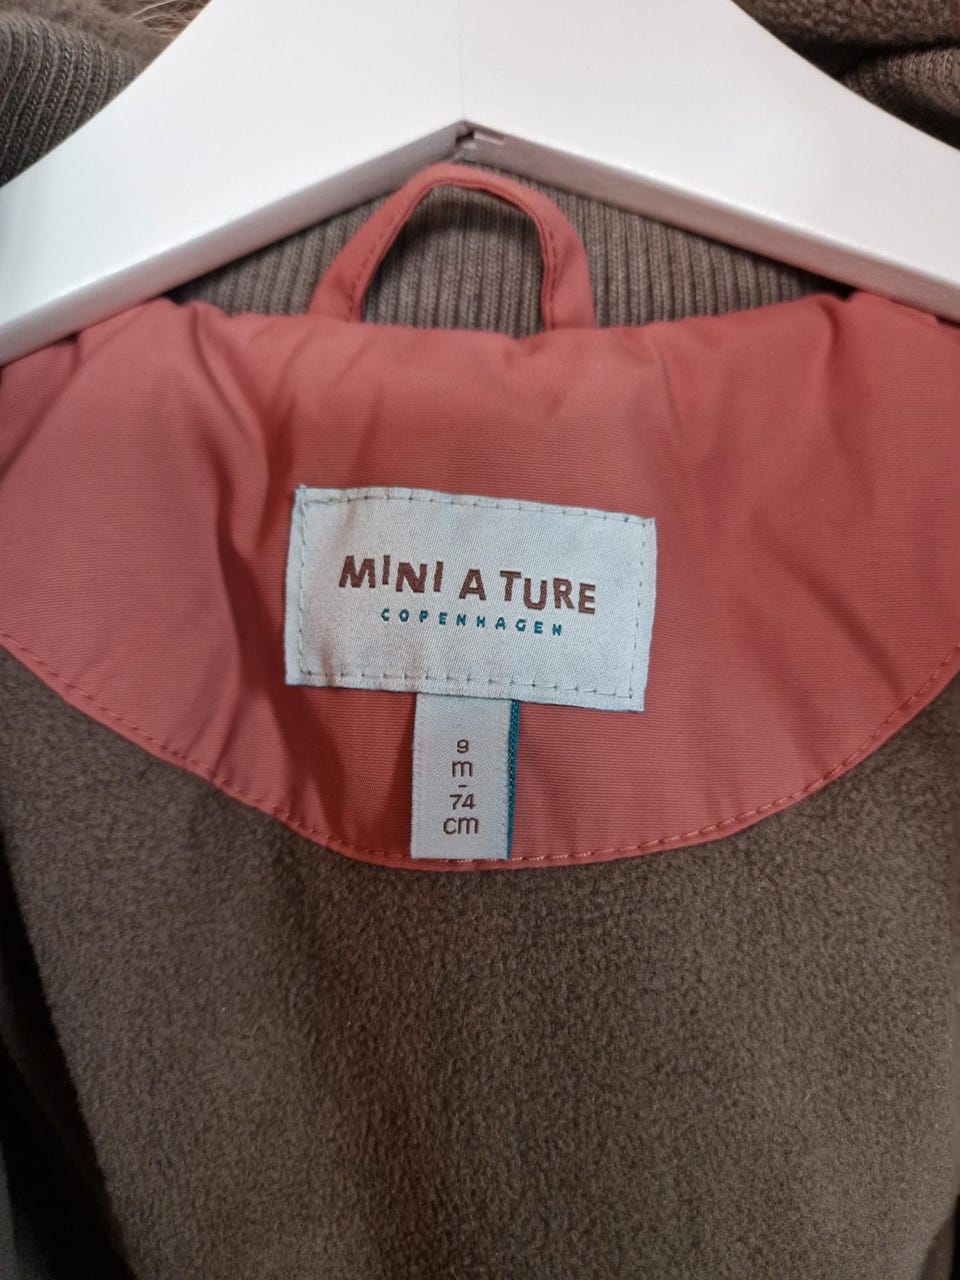 MINI A TURE
COPENHAGEN
9
m
-
74
cm